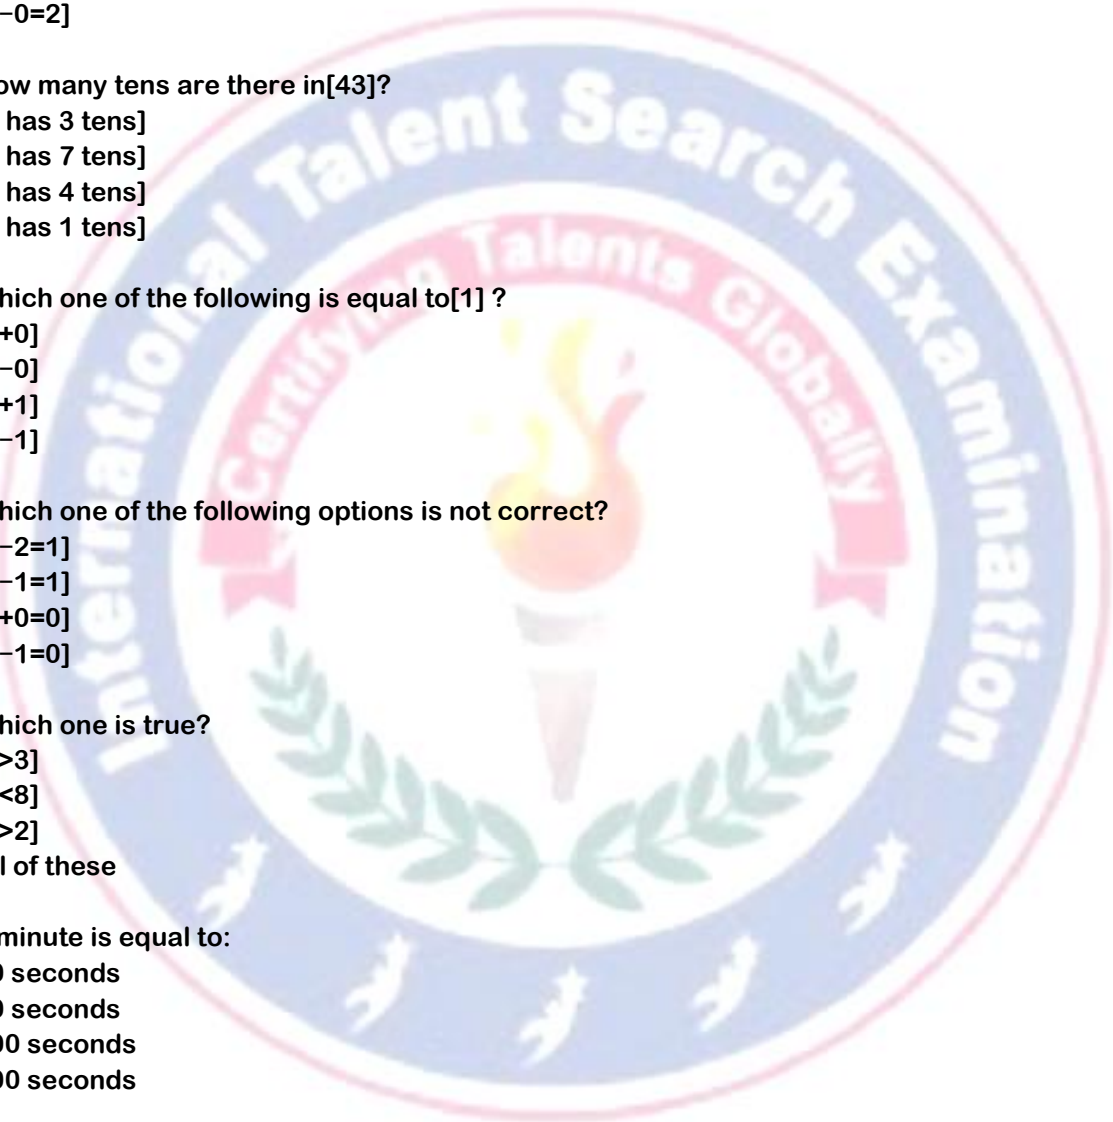 −0=2]
ow many tens are there in[43]?
has 3 tens]
has 7 tens]
has 4 tens]
has 1 tens]
hich one of the following is equal to[1] ?
+0]
−0]
+1]
−1]
hich one of the following options is not correct?
−2=1]
−1=1]
+0=0]
−1=0]
hich one is true?
>3]
<8]
>2]
l of these
minute is equal to:
0 seconds
0 seconds
00 seconds
00 seconds
International Talent Search Examination
Certifying Talents Globally